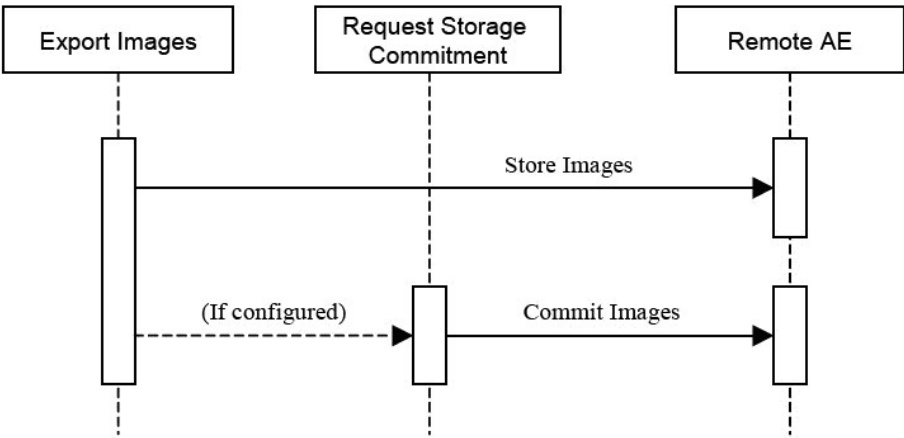 Export Images
Request Storage
Commitment
Remote AE
Store Images
(If configured)
Commit Images